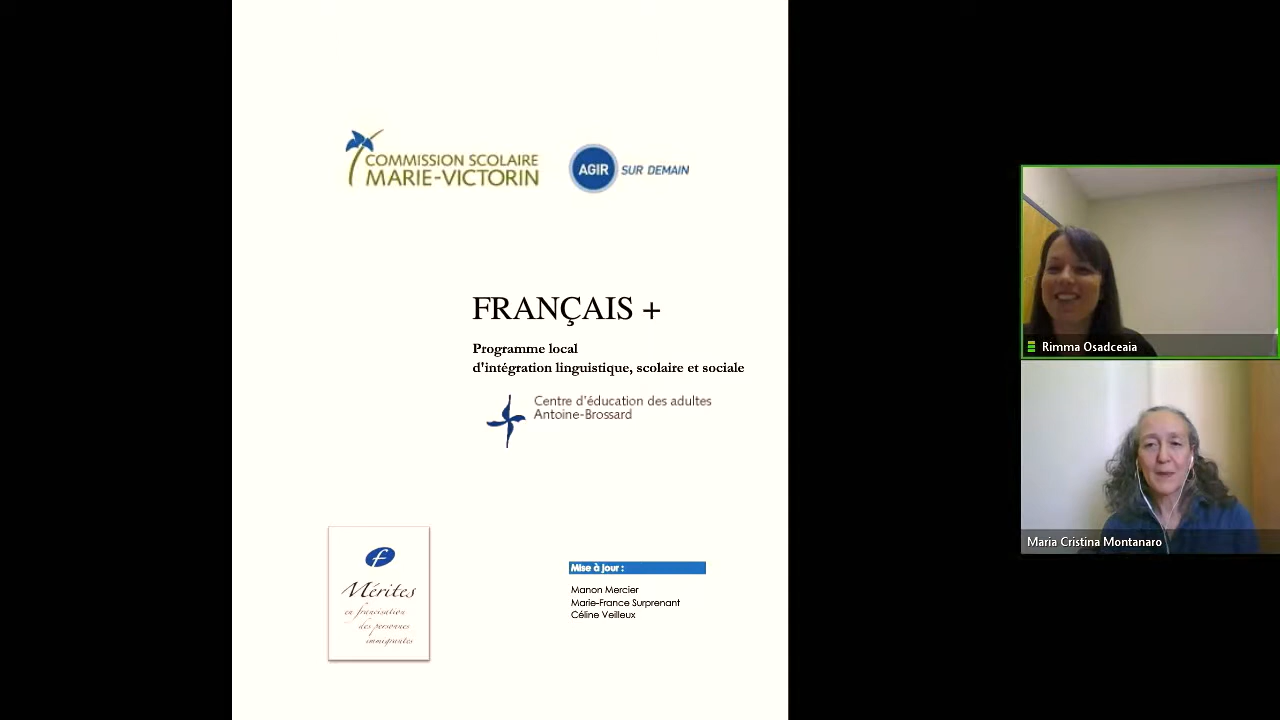 COMMISSION SCOLAIRE
MARIE-VICTORIN
AGIR SUR DEMAIN
FRANÇAIS +
Programme local
d'intégration linguistique, scolaire et sociale
Centre d'éducation des adultes
Antoine-Brossard
f
Mérites
en francisation
des personnes
immigrantes
Mise à jour :
Manon Mercier
Marie-France Surprenant
Céline Veilleux
Rimma Osadceaia
Maria Cristina Montanaro